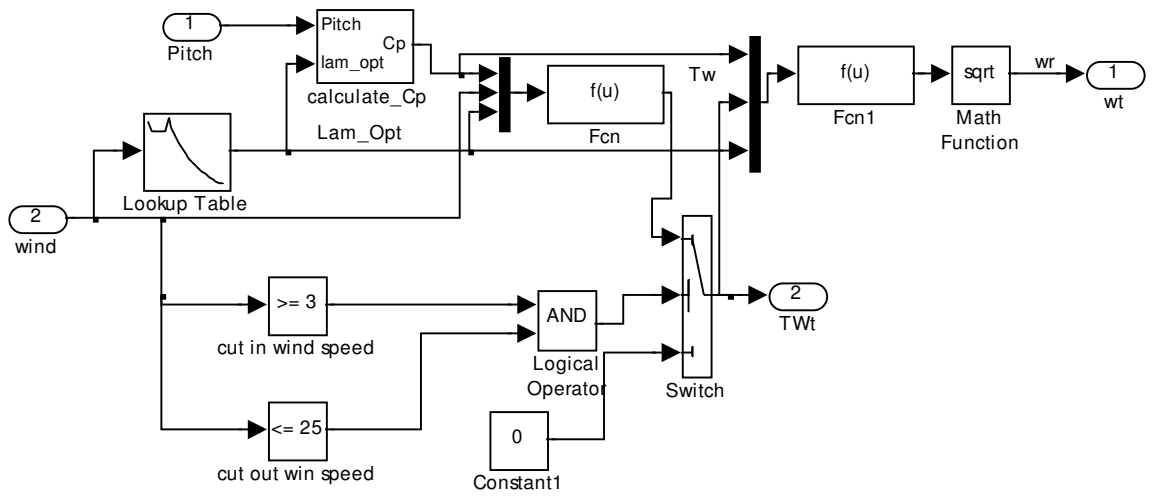 1
Pitch
Pitch
lam_opt
Cp
calculate_Cp
Lam_Opt
Lookup Table
2
wind
f(u)
Fcn
Tw
f(u)
Fcn1
sqrt
Math
Function
wr
1
wt
>= 3
cut in wind speed
<= 25
cut out win speed
AND
Logical
Operator
0
Constant1
Switch
2
TWt